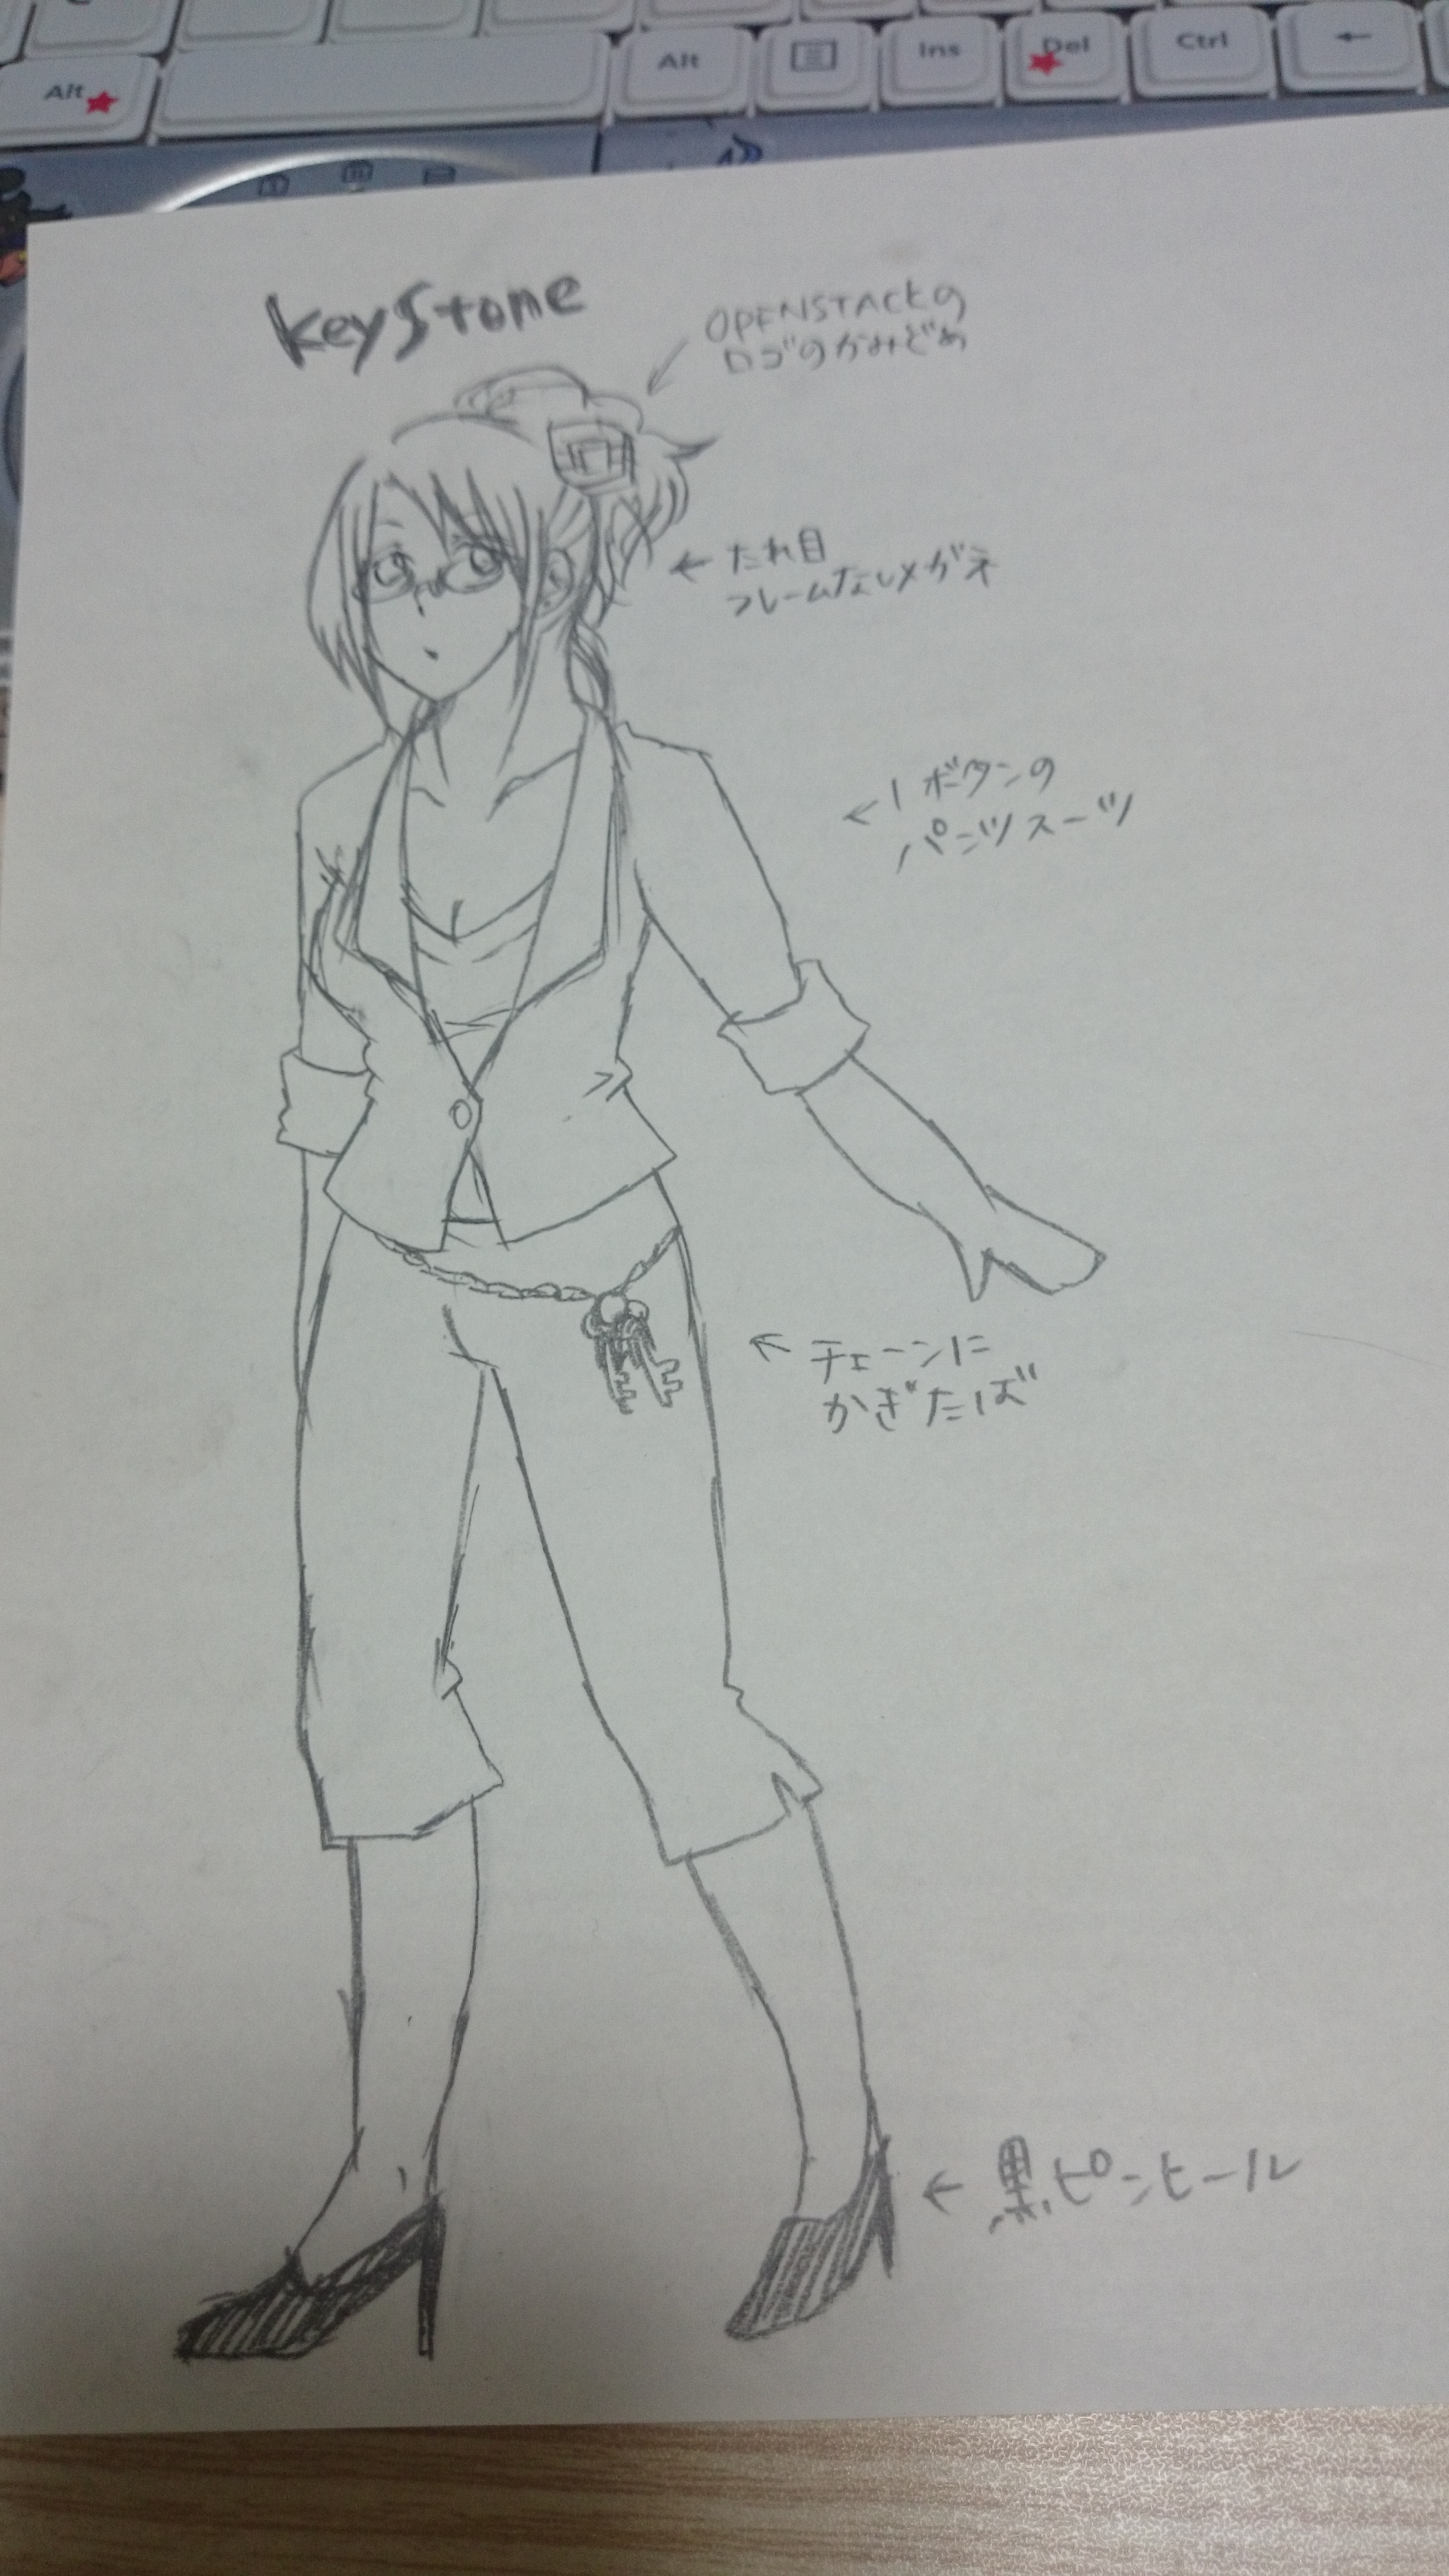 Alt
Alt
Ins
Del
Ctrl
←
keystone
OPENSTACKの
ロゴのかみどめ
← たれ目
フレームなしメガネ
← 1ボタンの
パンツスーツ
← チェーンに
かぎたば
← 黒ピンヒール